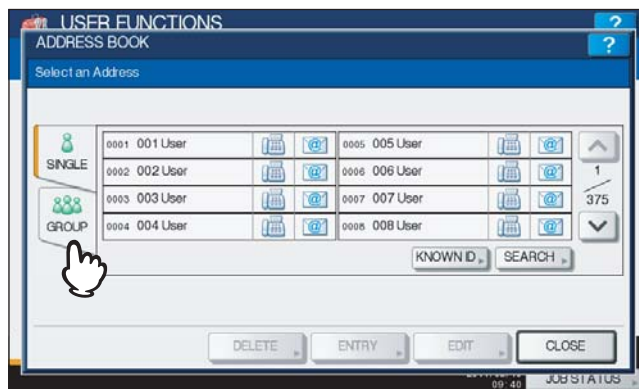 USER FUNCTIONS ?
ADDRESS BOOK ?
Select an Address
SINGLE
GROUP
0001 001 User @ 0005 005 User @
0002 002 User @ 0006 006 User @
0003 003 User @ 0007 007 User @
0004 004 User @ 0008 008 User @
1
375
KNOWN ID SEARCH
DELETE ENTRY EDIT CLOSE
09:40 JOB STATUS